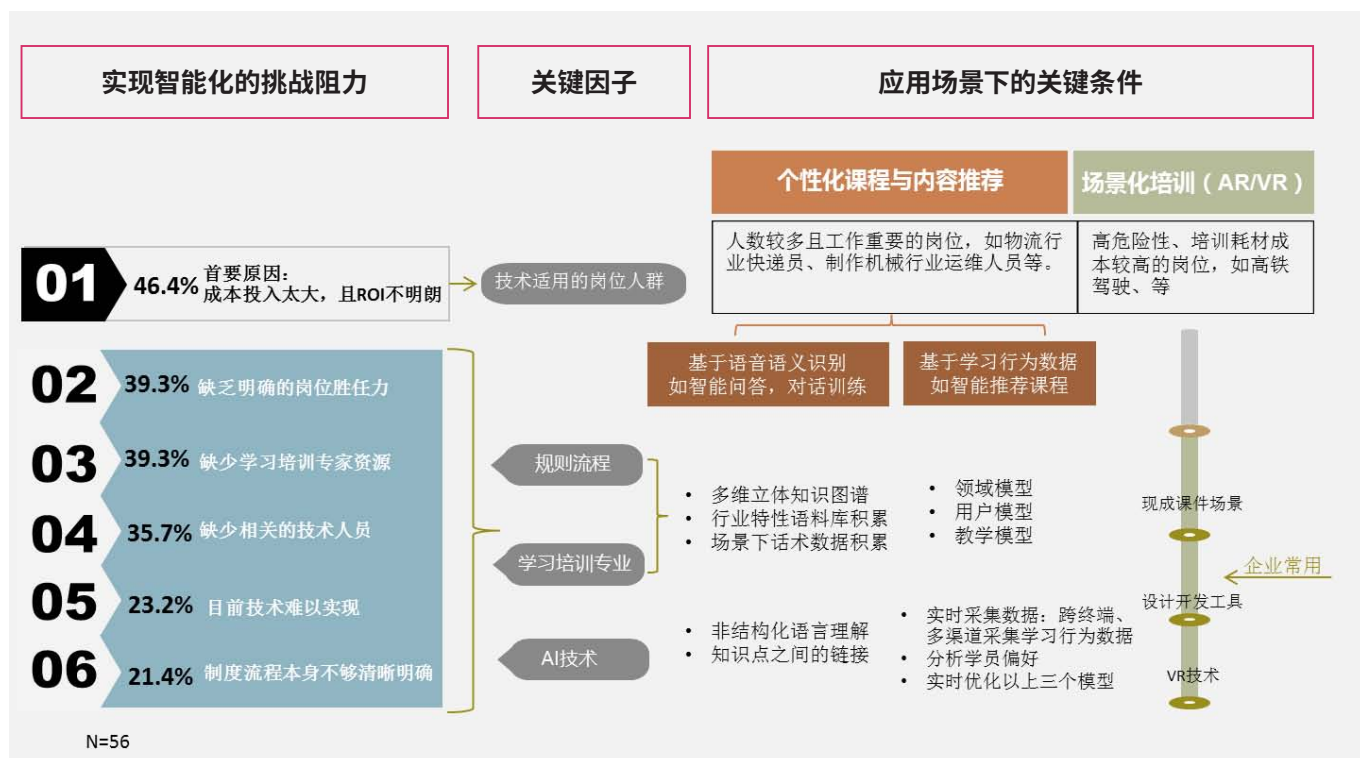 实现智能化的挑战阻力
关键因子
应用场景下的关键条件
个性化课程与内容推荐
场景化培训（AR/VR）
人数较多且工作重要的岗位，如物流行
业快递员、制作机械行业运维人员等。
高危险性、培训耗材成
本较高的岗位，如高铁
驾驶、等
01
46.4%
首要原因：
成本投入太大，且ROI不明朗
技术适用的岗位人群
基于语音语义识别
如智能问答，对话训练
基于学习行为数据
如智能推荐课程
02
39.3%
缺乏明确的岗位胜任力
03
39.3%
缺少学习培训专家资源
04
35.7%
缺少相关的技术人员
05
23.2%
目前技术难以实现
06
21.4%
制度流程本身不够清晰明确
规则流程
学习培训专业
AI技术
• 多维立体知识图谱
• 行业特性语料库积累
• 场景下话术数据积累
• 领域模型
• 用户模型
• 教学模型
• 非结构化语言理解
• 知识点之间的链接
• 实时采集数据：跨终端、
多渠道采集学习行为数据
• 分析学员偏好
• 实时优化以上三个模型
现成课件场景
企业常用
设计开发工具
VR技术
N=56